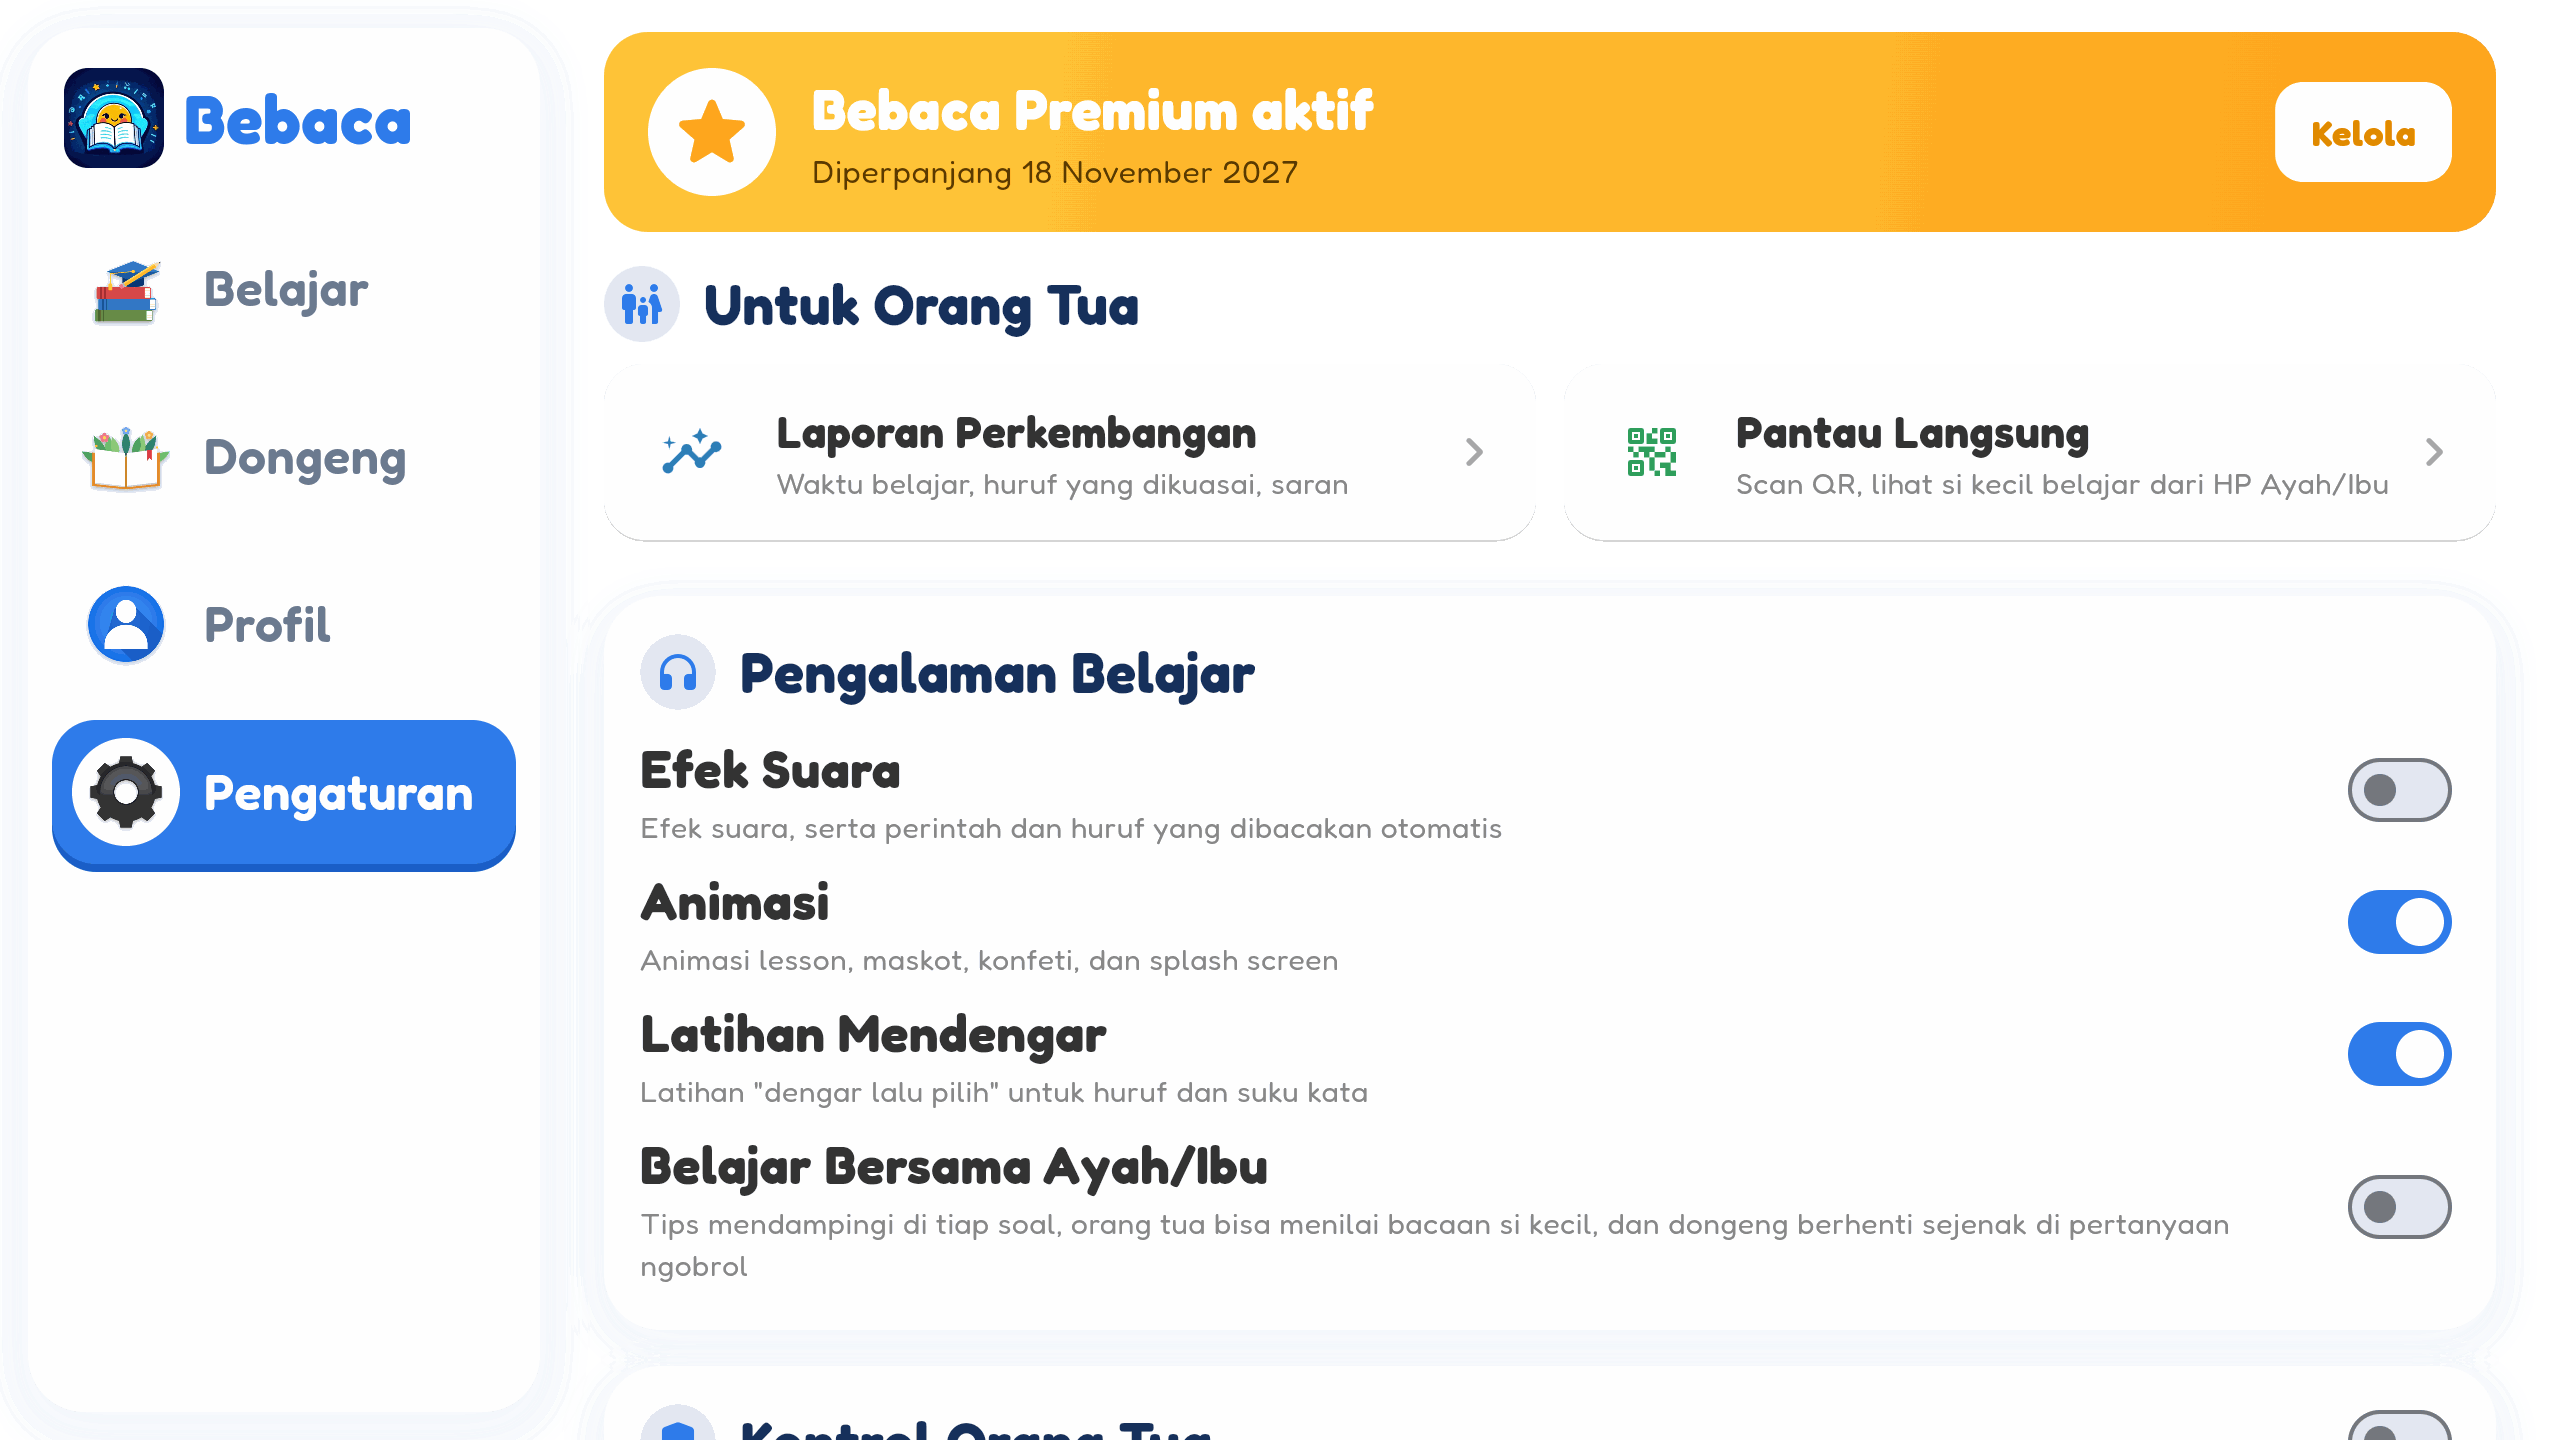 Bebaca
Belajar
Dongeng
Profil
Pengaturan
Bebaca Premium aktif
Diperpanjang 18 November 2027
Kelola
Untuk Orang Tua
Laporan Perkembangan
Waktu belajar, huruf yang dikuasai, saran
Pantau Langsung
Scan QR, lihat si kecil belajar dari HP Ayah/Ibu
Pengalaman Belajar
Efek Suara
Efek suara, serta perintah dan huruf yang dibacakan otomatis
Animasi
Animasi lesson, maskot, konfeti, dan splash screen
Latihan Mendengar
Latihan "dengar lalu pilih" untuk huruf dan suku kata
Belajar Bersama Ayah/Ibu
Tips mendampingi di tiap soal, orang tua bisa menilai bacaan si kecil, dan dongeng berhenti sejenak di pertanyaan
ngobrol
Kontrol Orang Tua